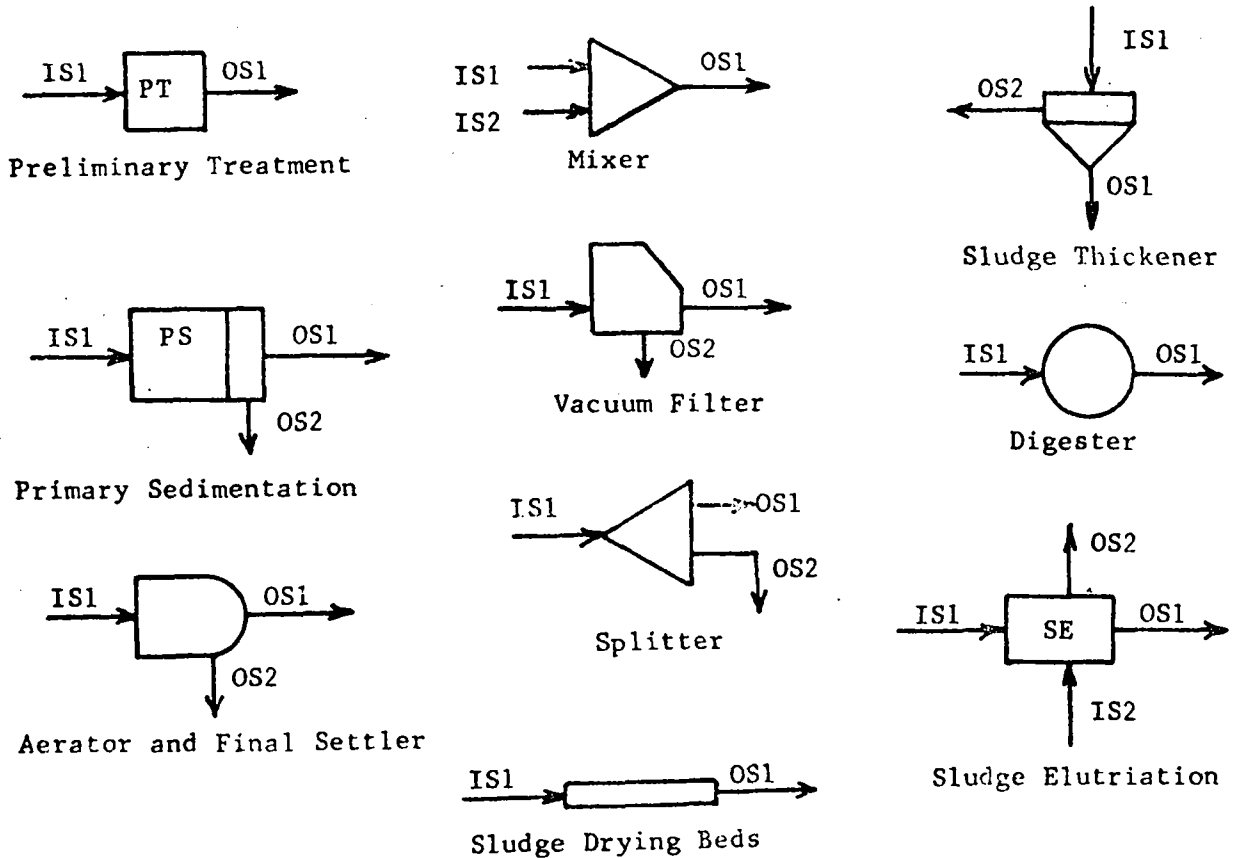 IS1 PT OS1
Preliminary Treatment
IS1 PS OS1
OS2
Primary Sedimentation
IS1 OS1
OS2
Aerator and Final Settler
IS1 OS1
IS2
Mixer
IS1 OS1
OS2
Vacuum Filter
IS1 OS1
OS2
Splitter
IS1 OS1
Sludge Drying Beds
IS1
OS2
OS1
Sludge Thickener
IS1 OS1
Digester
OS2
IS1 SE OS1
IS2
Sludge Elutriation